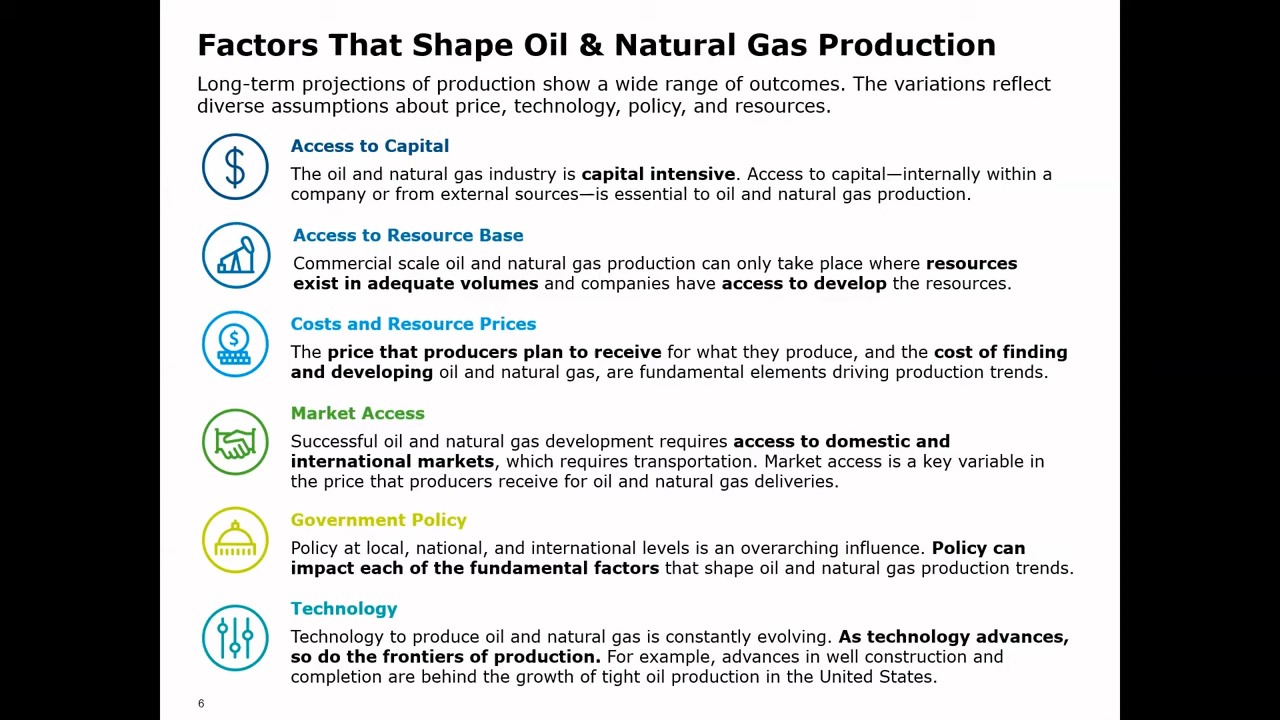 Factors That Shape Oil & Natural Gas Production
Long-term projections of production show a wide range of outcomes. The variations reflect
diverse assumptions about price, technology, policy, and resources.
$
Access to Capital
The oil and natural gas industry is capital intensive. Access to capital—internally within a
company or from external sources—is essential to oil and natural gas production.
Access to Resource Base
Commercial scale oil and natural gas production can only take place where resources
exist in adequate volumes and companies have access to develop the resources.
$
Costs and Resource Prices
The price that producers plan to receive for what they produce, and the cost of finding
and developing oil and natural gas, are fundamental elements driving production trends.
Market Access
Successful oil and natural gas development requires access to domestic and
international markets, which requires transportation. Market access is a key variable in
the price that producers receive for oil and natural gas deliveries.
Government Policy
Policy at local, national, and international levels is an overarching influence. Policy can
impact each of the fundamental factors that shape oil and natural gas production trends.
Technology
Technology to produce oil and natural gas is constantly evolving. As technology advances,
so do the frontiers of production. For example, advances in well construction and
completion are behind the growth of tight oil production in the United States.
6